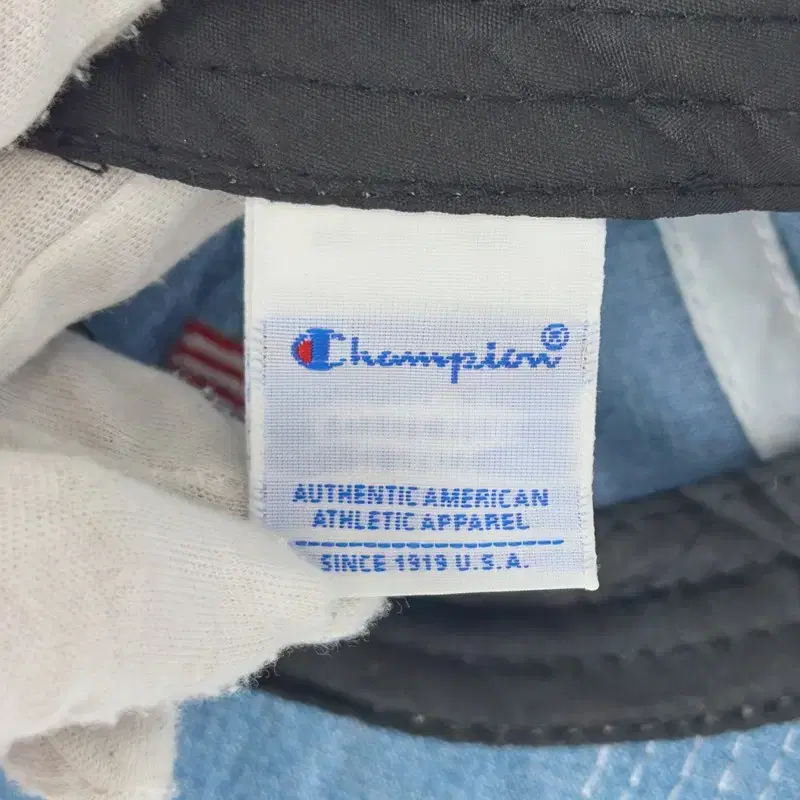 Champion®
AUTHENTIC AMERICAN
ATHLETIC APPAREL
SINCE 1919 U.S.A.